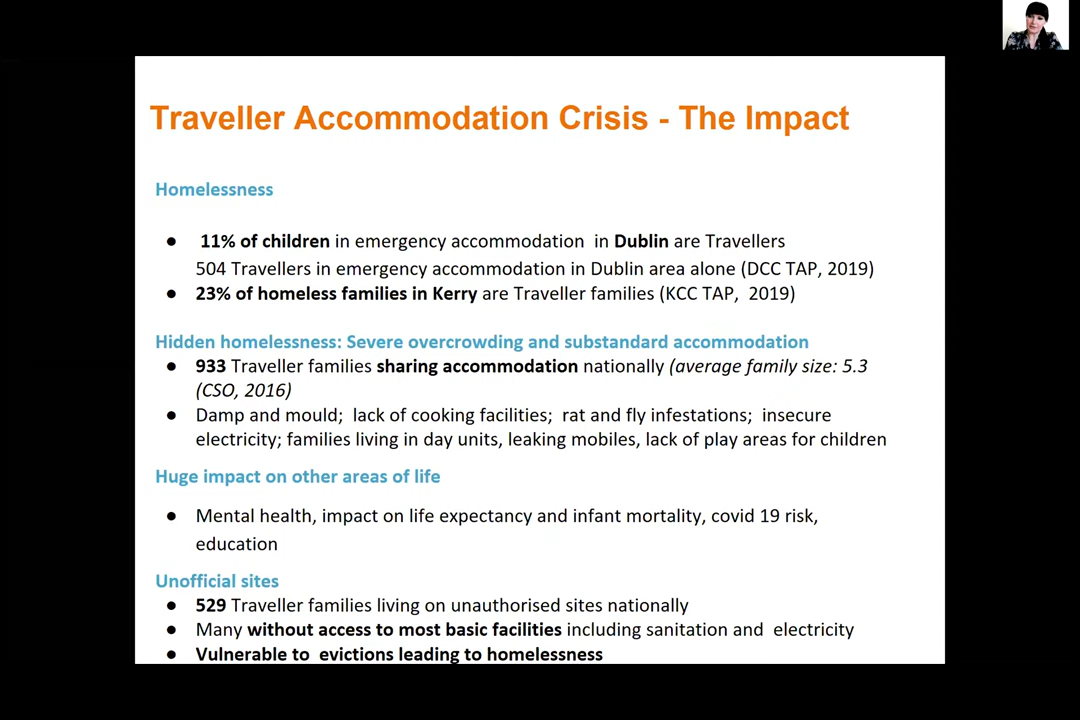 Traveller Accommodation Crisis - The Impact
Homelessness
● 11% of children in emergency accommodation in Dublin are Travellers
504 Travellers in emergency accommodation in Dublin area alone (DCC TAP, 2019)
● 23% of homeless families in Kerry are Traveller families (KCC TAP, 2019)
Hidden homelessness: Severe overcrowding and substandard accommodation
● 933 Traveller families sharing accommodation nationally (average family size: 5.3
(CSO, 2016)
● Damp and mould; lack of cooking facilities; rat and fly infestations; insecure
electricity; families living in day units, leaking mobiles, lack of play areas for children
Huge impact on other areas of life
● Mental health, impact on life expectancy and infant mortality, covid 19 risk,
education
Unofficial sites
● 529 Traveller families living on unauthorised sites nationally
● Many without access to most basic facilities including sanitation and electricity
● Vulnerable to evictions leading to homelessness